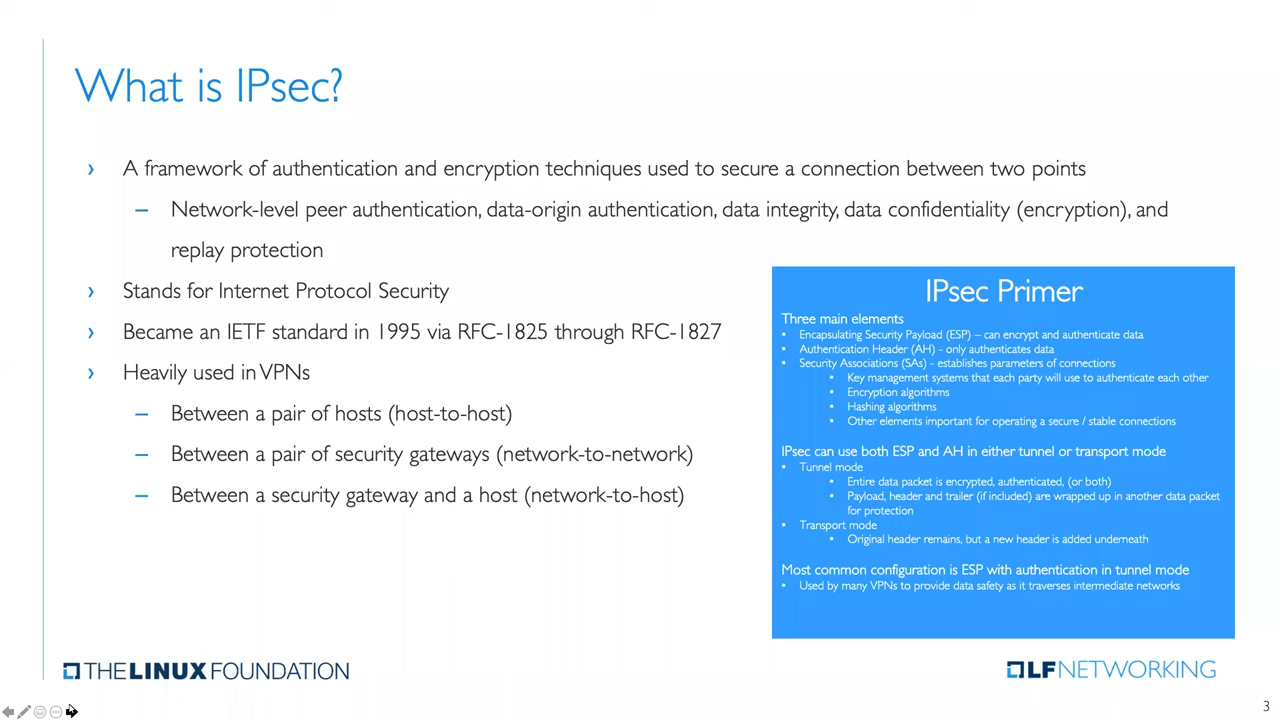 What is IPsec?
› A framework of authentication and encryption techniques used to secure a connection between two points
– Network-level peer authentication, data-origin authentication, data integrity, data confidentiality (encryption), and
replay protection
› Stands for Internet Protocol Security
› Became an IETF standard in 1995 via RFC-1825 through RFC-1827
› Heavily used in VPNs
– Between a pair of hosts (host-to-host)
– Between a pair of security gateways (network-to-network)
– Between a security gateway and a host (network-to-host)
IPsec Primer
Three main elements
• Encapsulating Security Payload (ESP) – can encrypt and authenticate data
• Authentication Header (AH) - only authenticates data
• Security Associations (SAs) - establishes parameters of connections
• Key management systems that each party will use to authenticate each other
• Encryption algorithms
• Hashing algorithms
• Other elements important for operating a secure / stable connections
IPsec can use both ESP and AH in either tunnel or transport mode
• Tunnel mode
• Entire data packet is encrypted, authenticated, (or both)
• Payload, header and trailer (if included) are wrapped up in another data packet
for protection
• Transport mode
• Original header remains, but a new header is added underneath
Most common configuration is ESP with authentication in tunnel mode
• Used by many VPNs to provide data safety as it traverses intermediate networks
THE LINUX FOUNDATION
LFNETWORKING
3